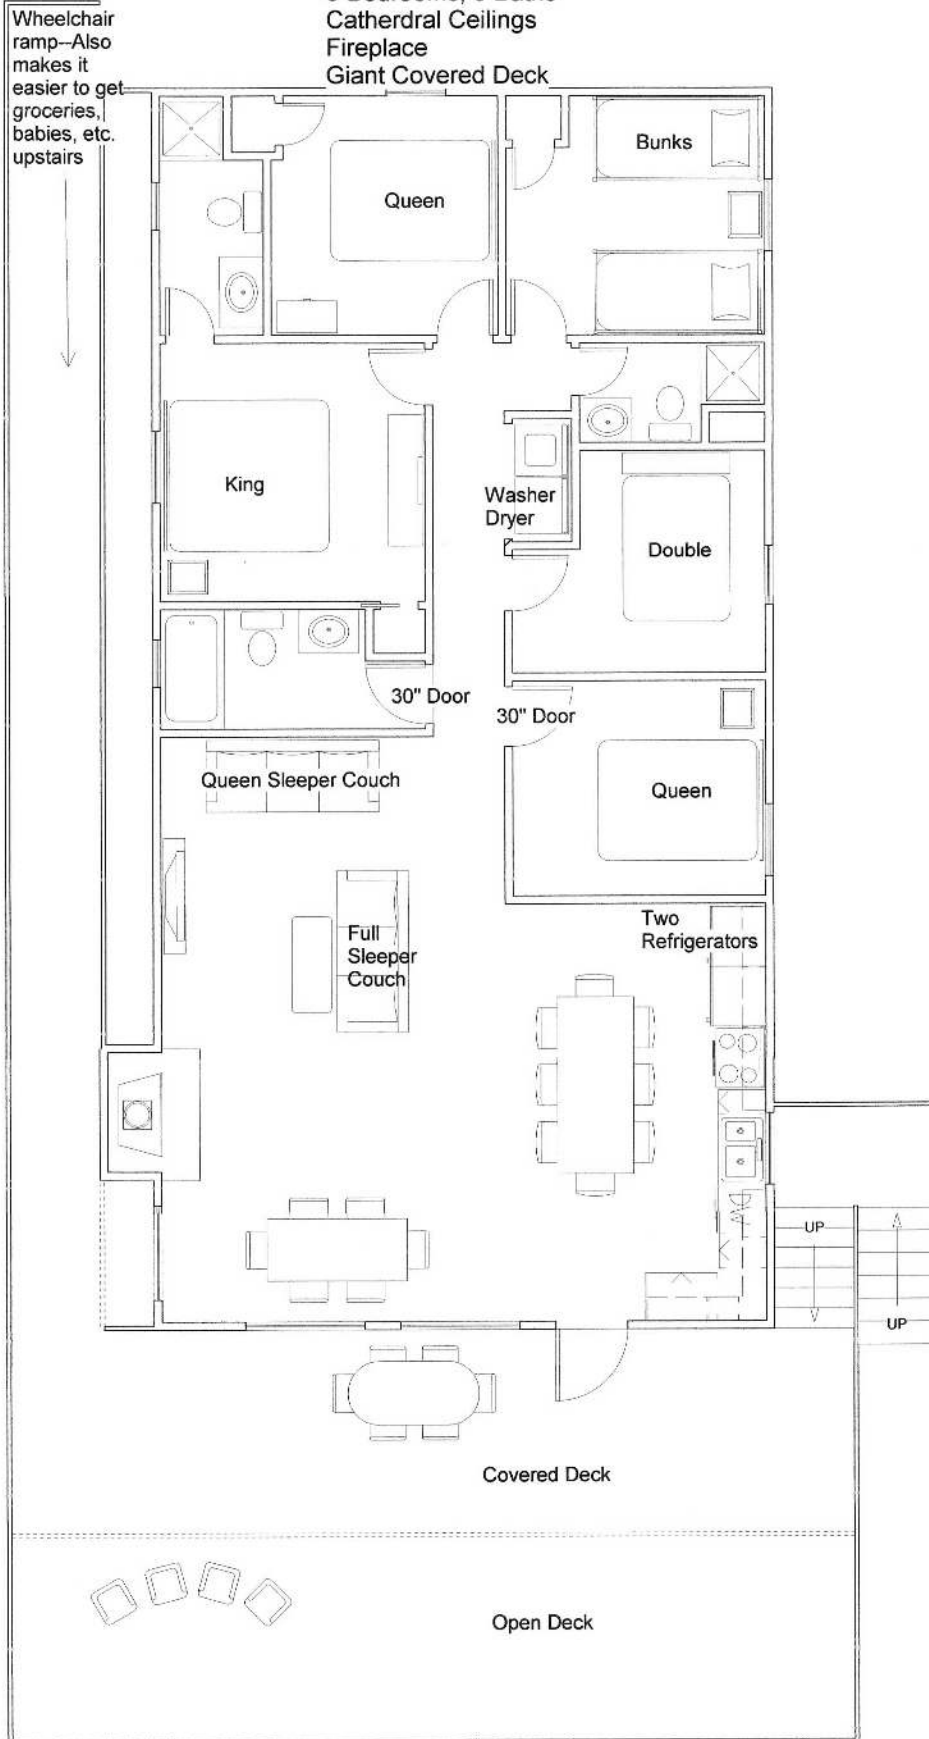 Catherdral Ceilings
Fireplace
Giant Covered Deck
Wheelchair
ramp--Also
makes it
easier to get
groceries,
babies, etc.
upstairs
Queen
Bunks
King
Washer
Dryer
Double
30" Door
30" Door
Queen Sleeper Couch
Queen
Full
Sleeper
Couch
Two
Refrigerators
UP
UP
Covered Deck
Open Deck